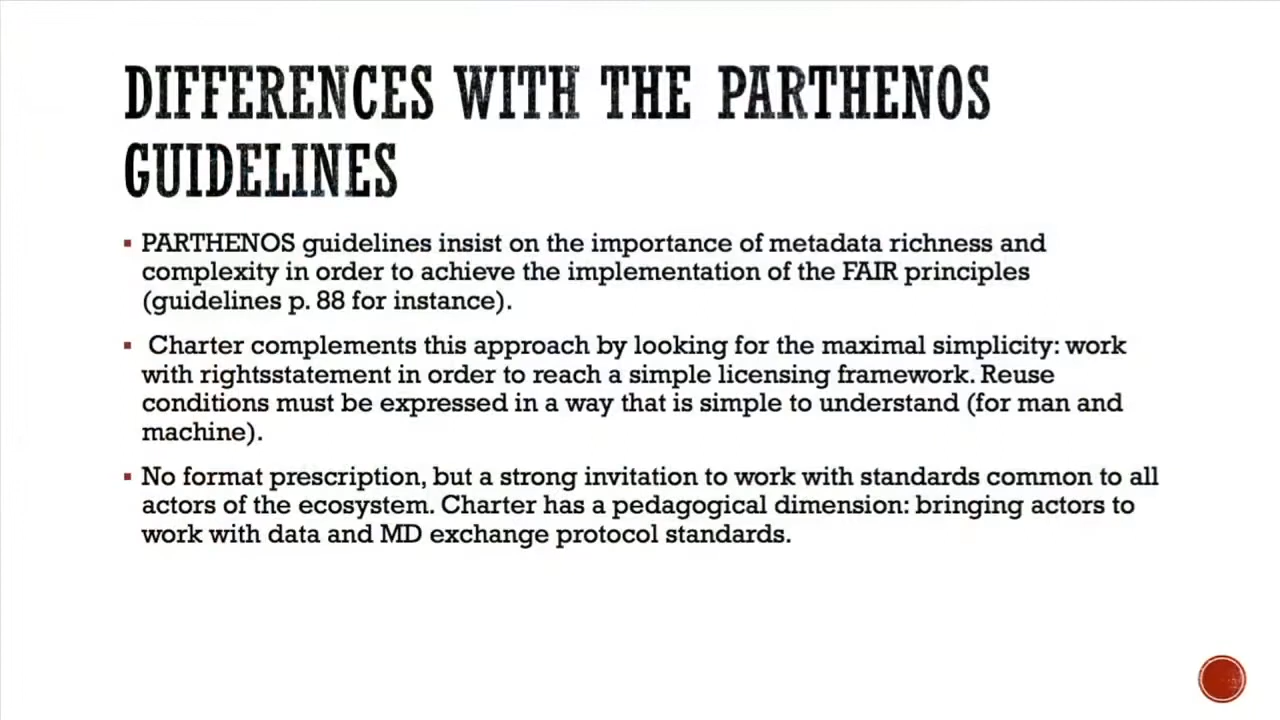 DIFFERENCES WITH THE PARTHENOS
GUIDELINES
▪ PARTHENOS guidelines insist on the importance of metadata richness and
complexity in order to achieve the implementation of the FAIR principles
(guidelines p. 88 for instance).
▪ Charter complements this approach by looking for the maximal simplicity: work
with rightsstatement in order to reach a simple licensing framework. Reuse
conditions must be expressed in a way that is simple to understand (for man and
machine).
▪ No format prescription, but a strong invitation to work with standards common to all
actors of the ecosystem. Charter has a pedagogical dimension: bringing actors to
work with data and MD exchange protocol standards.